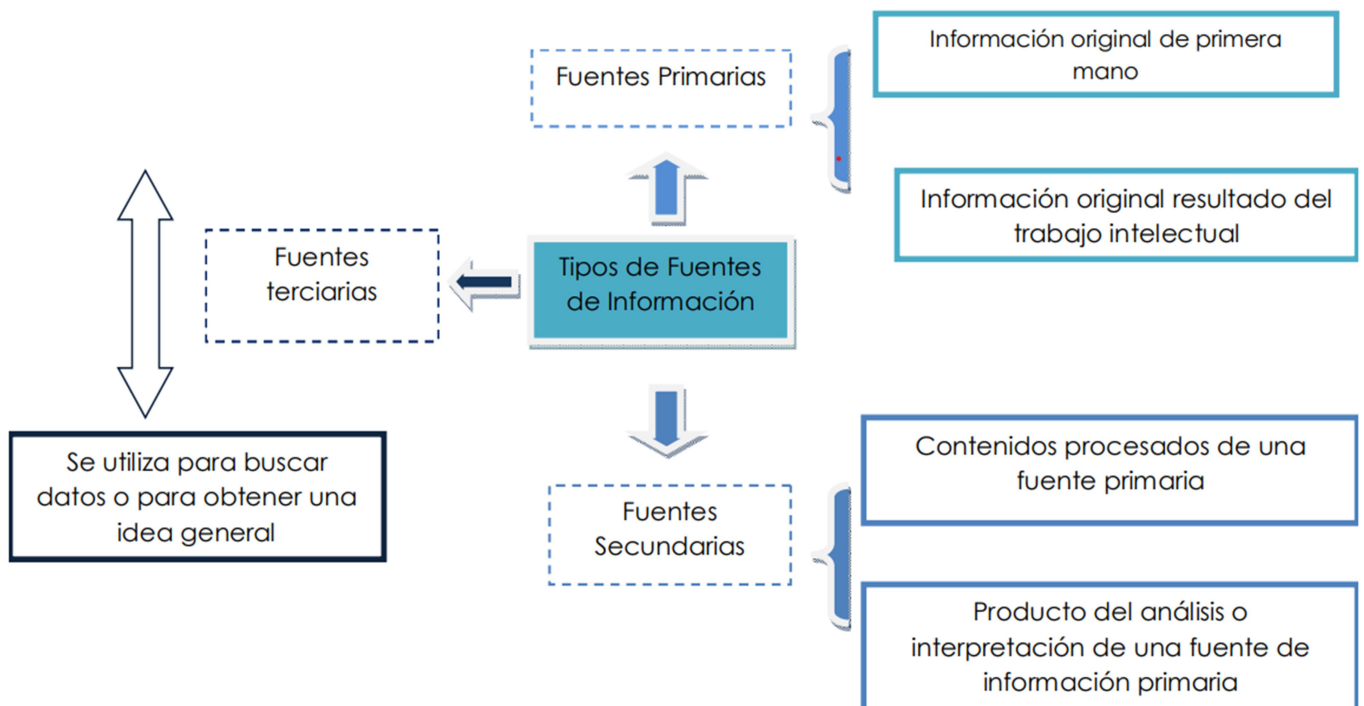 Fuentes Primarias
Información original de primera
mano
Información original resultado del
trabajo intelectual
Fuentes
terciarias
Tipos de Fuentes
de Información
Se utiliza para buscar
datos o para obtener una
idea general
Fuentes
Secundarias
Contenidos procesados de una
fuente primaria
Producto del análisis o
interpretación de una fuente de
información primaria